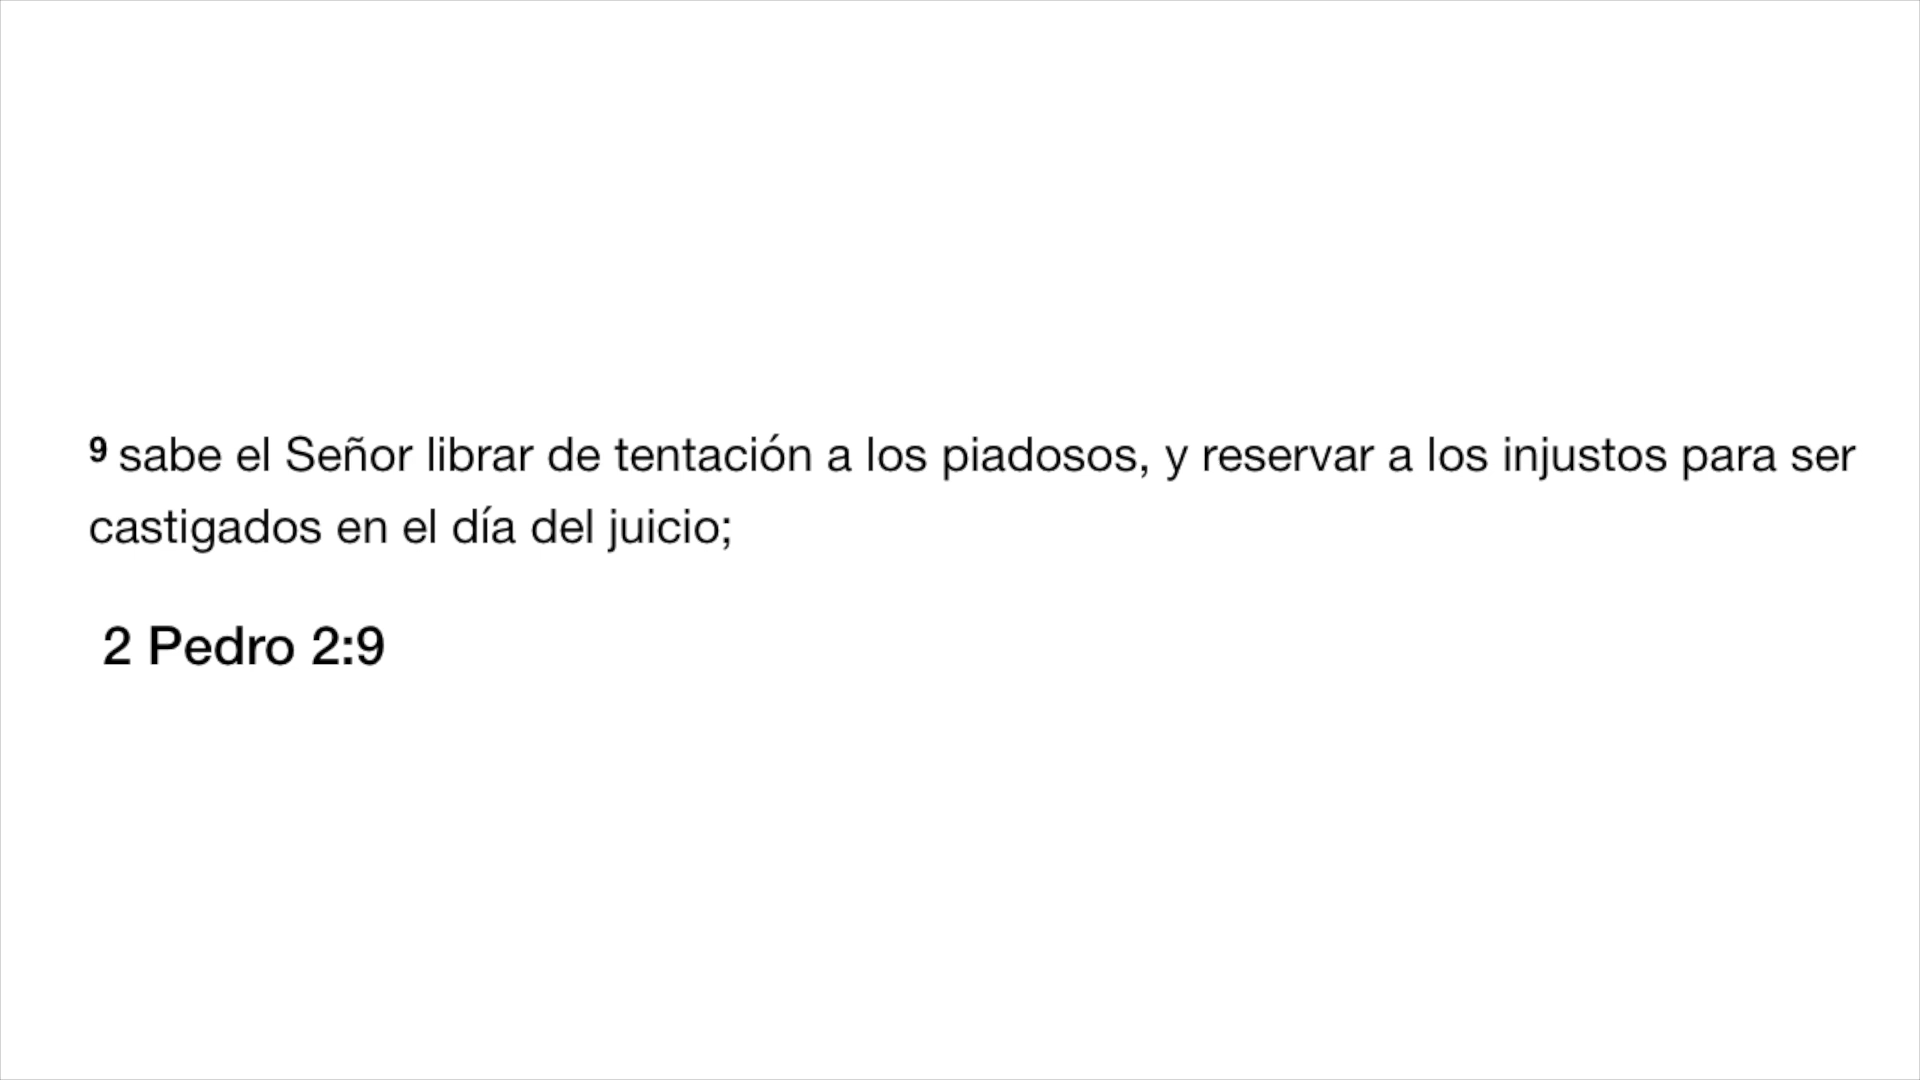 9 sabe el Señor librar de tentación a los piadosos, y reservar a los injustos para ser
castigados en el día del juicio;
2 Pedro 2:9